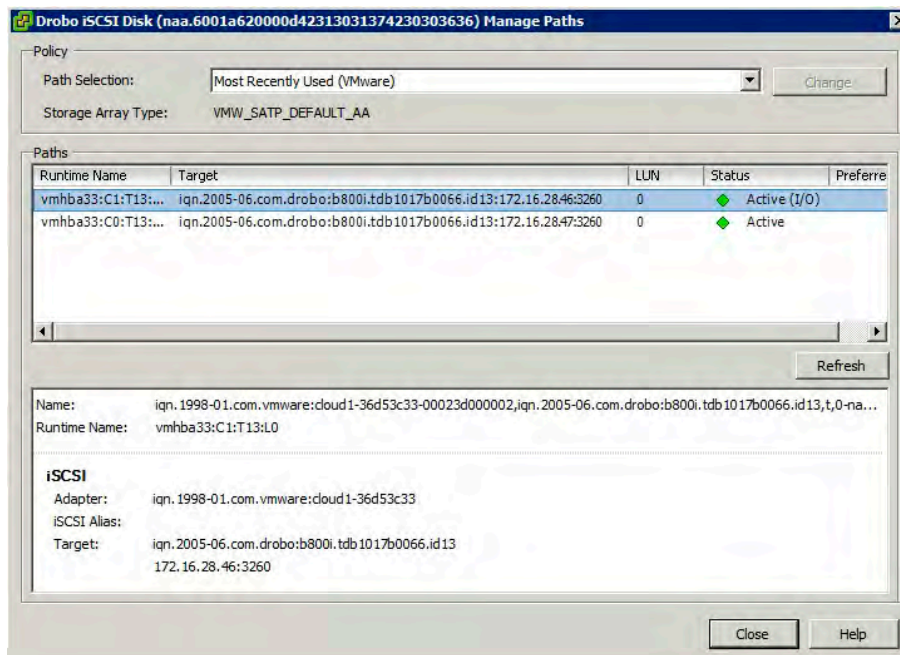 Drobo iSCSI Disk (naa.6001a620000d42313031374230303636) Manage Paths
Policy
Path Selection: Most Recently Used (VMware) Change
Storage Array Type: VMW_SATP_DEFAULT_AA
Paths
Runtime Name Target LUN Status Preferre
vmhba33:C1:T13:... iqn.2005-06.com.drobo:b800i.tdb1017b0066.id13:172.16.28.46:3260 0 Active (I/O)
vmhba33:C0:T13:... iqn.2005-06.com.drobo:b800i.tdb1017b0066.id13:172.16.28.47:3260 0 Active
Refresh
Name: iqn.1998-01.com.vmware:cloud1-36d53c33-00023d000002,iqn.2005-06.com.drobo:b800i.tdb1017b0066.id13,t,0-na...
Runtime Name: vmhba33:C1:T13:L0
iSCSI
Adapter: iqn.1998-01.com.vmware:cloud1-36d53c33
iSCSI Alias:
Target: iqn.2005-06.com.drobo:b800i.tdb1017b0066.id13
172.16.28.46:3260
Close Help